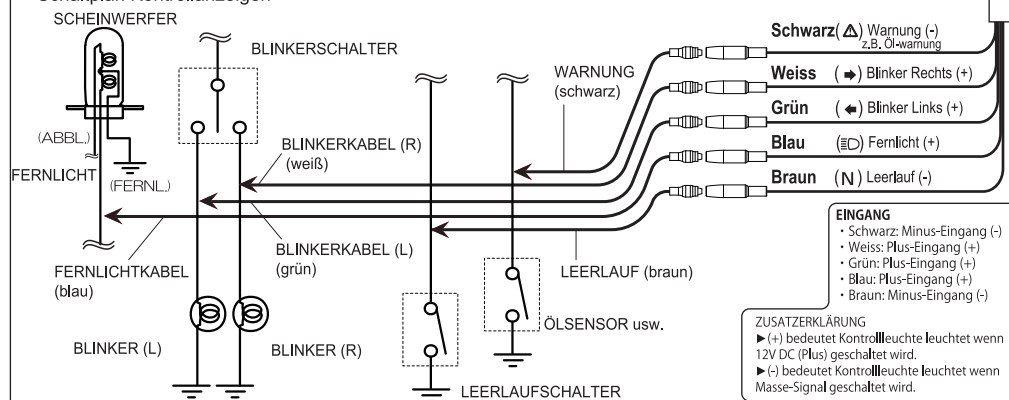 Schaltplan Kontrollanzeigen
SCHEINWERFER
BLINKERSCHALTER
(ABBL.)
FERNLICHT
(FERNL.)
BLINKERKABEL (R)
(weiß)
WARNUNG
(schwarz)
Schwarz(⚠) Warnung (-)
z.B. Öl-warnung
Weiss (➡) Blinker Rechts (+)
Grün (⬅) Blinker Links (+)
Blau (≣D) Fernlicht (+)
Braun (N) Leerlauf (-)
FERNLICHTKABEL
(blau)
BLINKERKABEL (L)
(grün)
LEERLAUF (braun)
BLINKER (L)
BLINKER (R)
ÖLSENSOR usw.
LEERLAUFSCHALTER
EINGANG
・Schwarz: Minus-Eingang (-)
・Weiss: Plus-Eingang (+)
・Grün: Plus-Eingang (+)
・Blau: Plus-Eingang (+)
・Braun: Minus-Eingang (-)
ZUSATZERKLÄRUNG
►(+) bedeutet Kontrollleuchte leuchtet wenn
12V DC (Plus) geschaltet wird.
►(-) bedeutet Kontrollleuchte leuchtet wenn
Masse-Signal geschaltet wird.